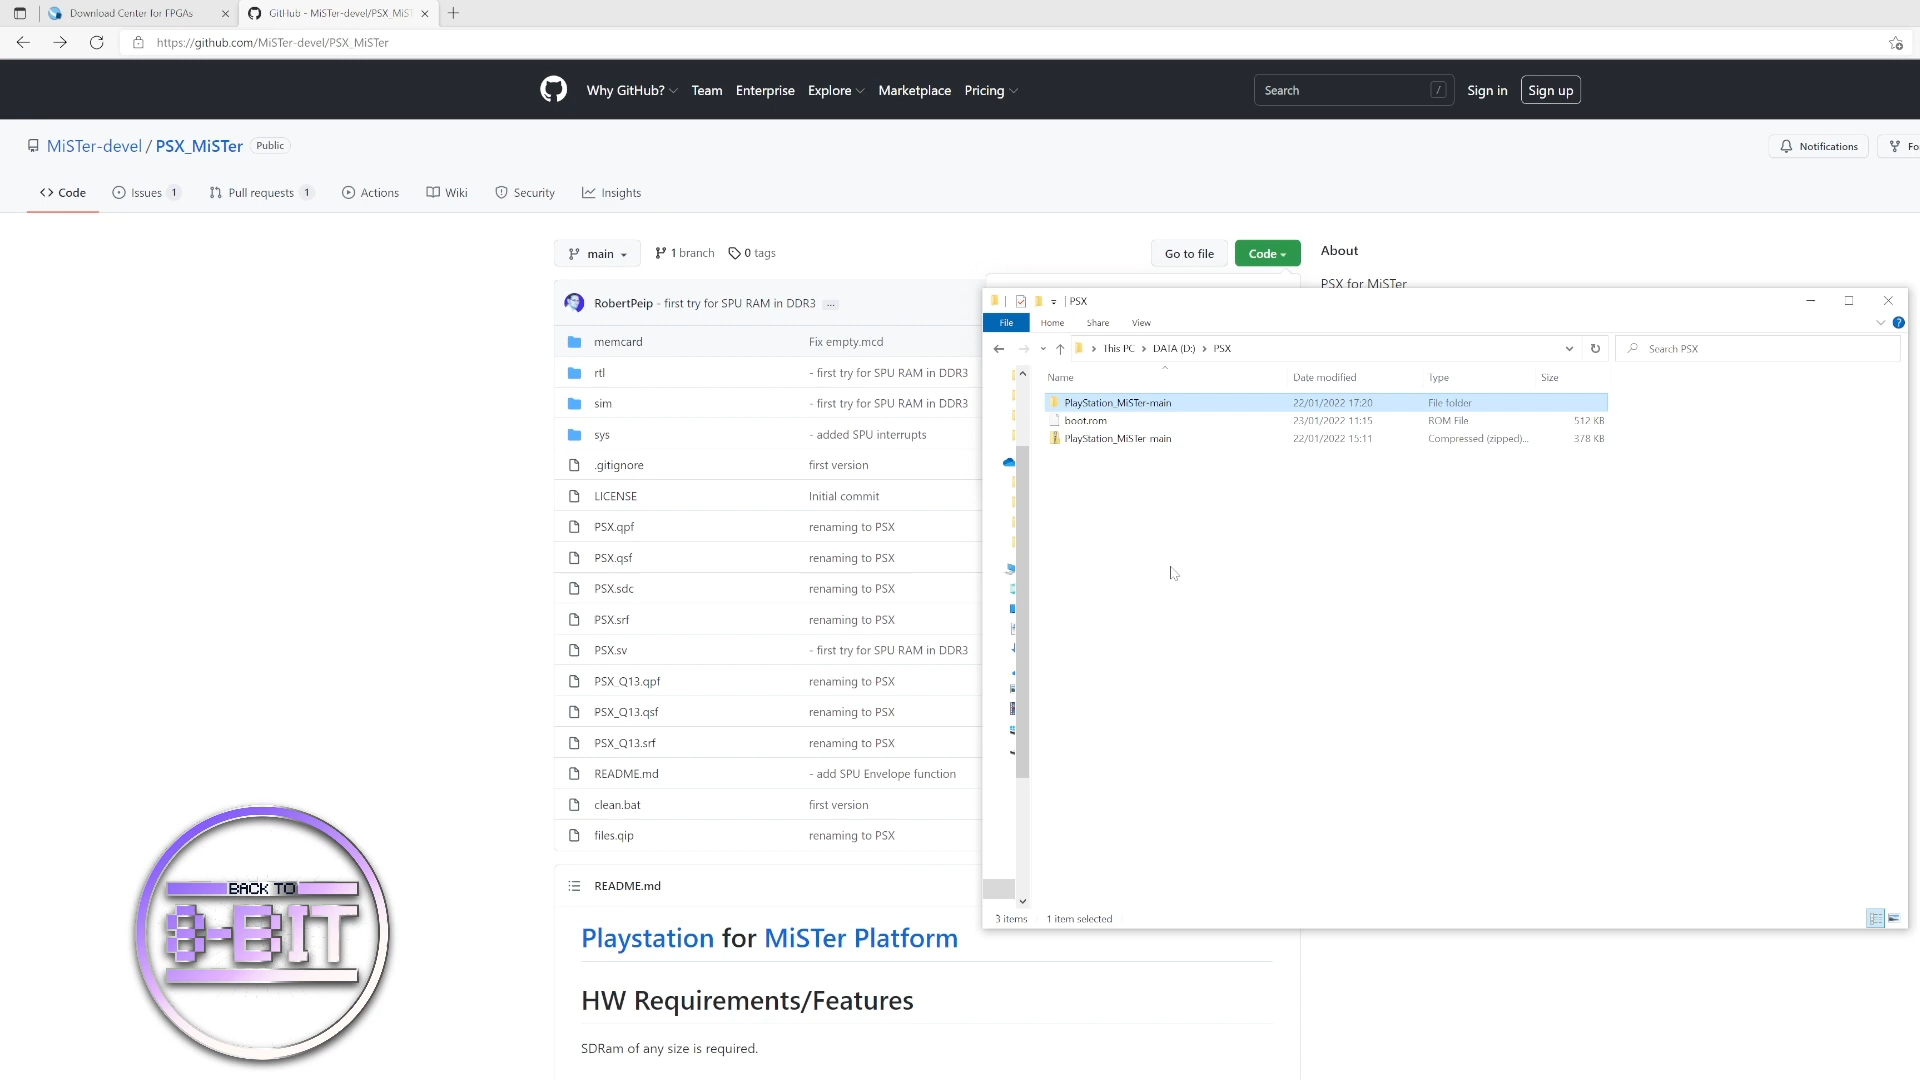 Download Center for FPGAs
GitHub - MiSTer-devel/PSX_MiST
https://github.com/MiSTer-devel/PSX_MiSTer
Why GitHub? Team Enterprise Explore Marketplace Pricing
Search /
Sign in
Sign up
MiSTer-devel / PSX_MiSTer Public
Notifications
Fo
Code Issues 1 Pull requests 1 Actions Wiki Security Insights
main 1 branch 0 tags
Go to file Code
About
PSX for MiSTer
RobertPeip - first try for SPU RAM in DDR3 ...
memcard Fix empty.mcd
rtl - first try for SPU RAM in DDR3
sim - first try for SPU RAM in DDR3
sys - added SPU interrupts
.gitignore first version
LICENSE Initial commit
PSX.qpf renaming to PSX
PSX.qsf renaming to PSX
PSX.sdc renaming to PSX
PSX.srf renaming to PSX
PSX.sv - first try for SPU RAM in DDR3
PSX_Q13.qpf renaming to PSX
PSX_Q13.qsf renaming to PSX
PSX_Q13.srf renaming to PSX
README.md - add SPU Envelope function
clean.bat first version
files.qip renaming to PSX
README.md
Playstation for MiSTer Platform
HW Requirements/Features
SDRam of any size is required.
PSX
File Home Share View
This PC > DATA (D:) > PSX
Search PSX
Name Date modified Type Size
PlayStation_MiSTer-main 22/01/2022 17:20 File folder
boot.rom 23/01/2022 11:15 ROM File 512 KB
PlayStation_MiSTer main 22/01/2022 15:11 Compressed (zipped)... 378 KB
3 items 1 item selected
BACK TO
8-BIT